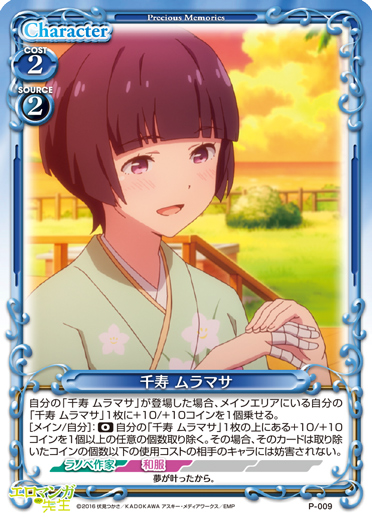 Precious Memories
Character
COST
2
SOURCE
2
千寿 ムラマサ
自分の「千寿 ムラマサ」が登場した場合、メインエリアにいる自分の
「千寿 ムラマサ」1枚に+10/+10コインを1個乗せる。
[メイン/自分]:0自分の「千寿 ムラマサ」1枚の上にある+10/+10
コインを1個以上の任意の個数取り除く。その場合、そのカードは取り除
いたコインの個数以下の使用コストの相手のキャラには妨害されない。
ラノベ作家 和服
夢が叶ったから。
エロマンガ
先生
©2016 伏見つかさ/KADOKAWA アスキー・メディアワークス/EMP
P-009